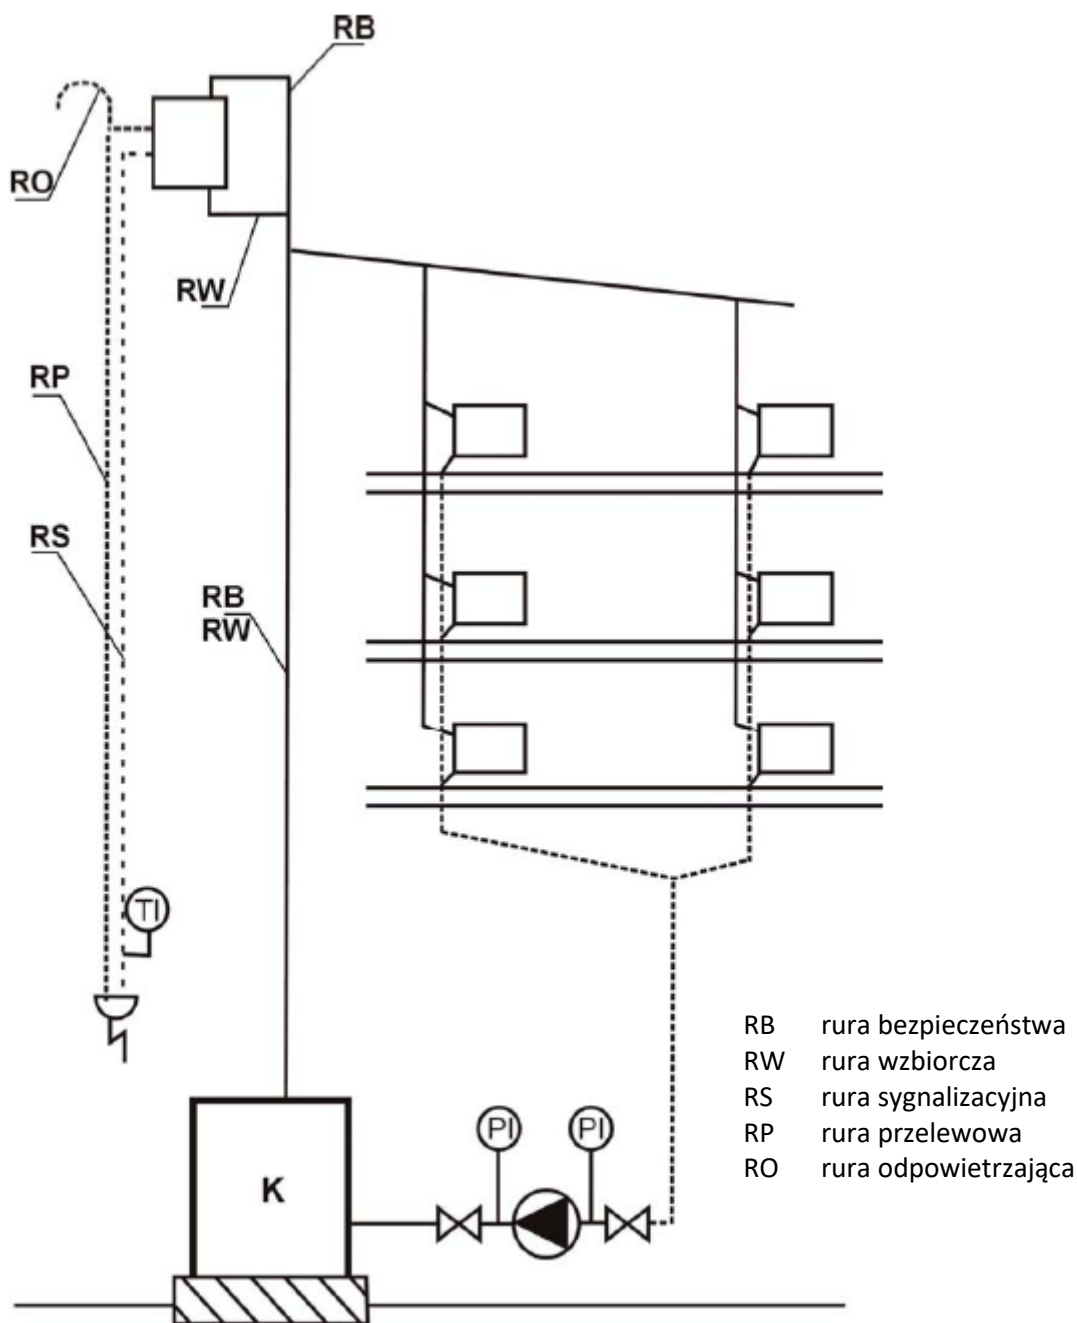 RB
RO
RW
RP
RS
RB
RW
TI
PI PI
K
RB rura bezpieczeństwa
RW rura wzbiorcza
RS rura sygnalizacyjna
RP rura przelewowa
RO rura odpowietrzająca